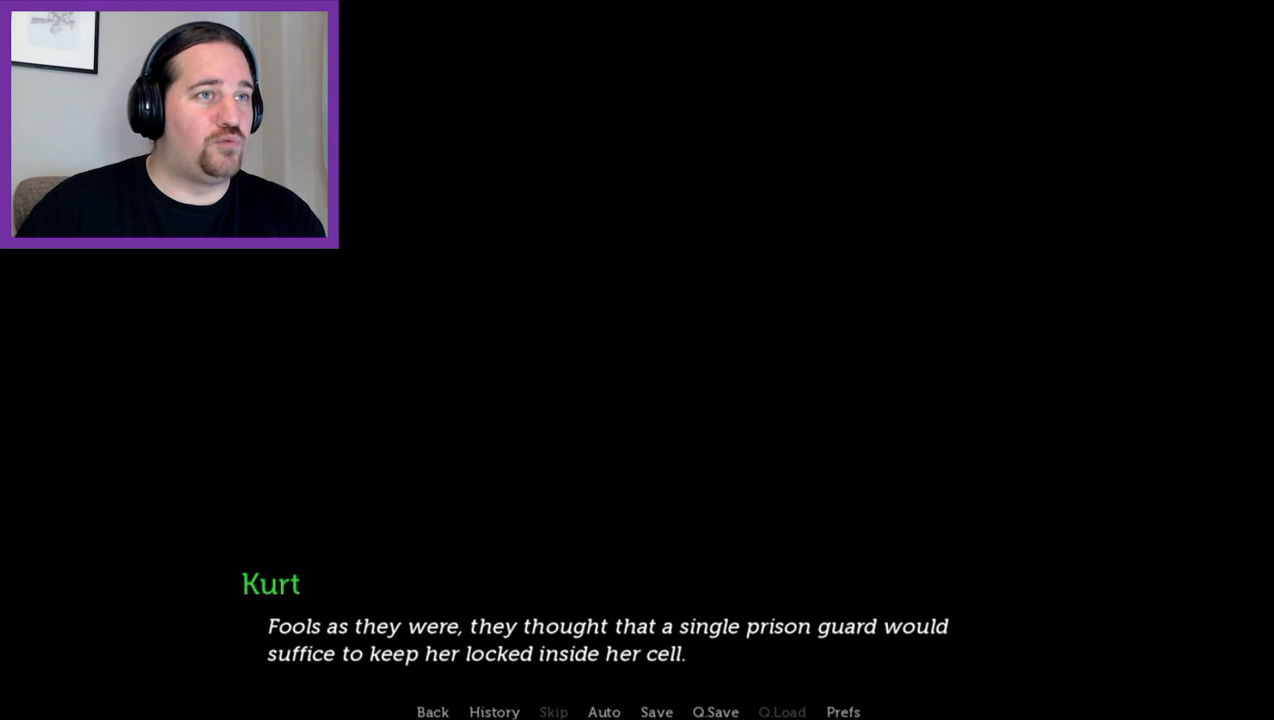 Kurt
Fools as they were, they thought that a single prison guard would
suffice to keep her locked inside her cell.
Back History Skip Auto Save Q.Save Q.Load Prefs